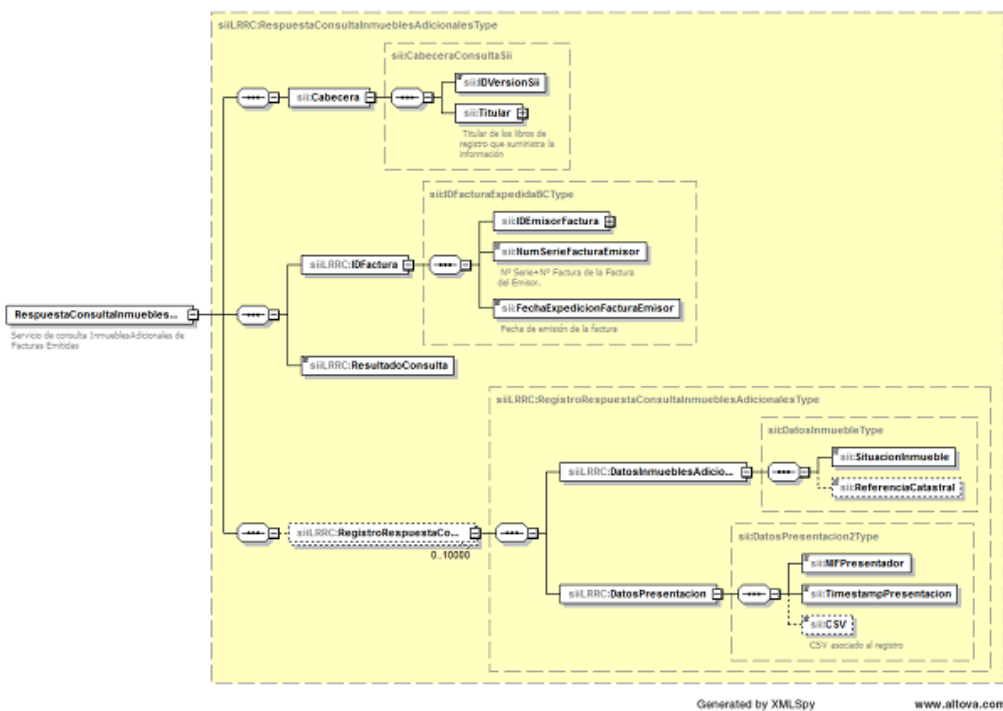 siiLRRC:RespuestaConsultaInmueblesAdicionalesType
sii:CabeceraConsultaSii
sii:Cabecera
sii:IDVersionSii
sii:Titular
Titular de los libros de
registro que suministra la
información
sii:IDFacturaExpedidaBCType
sii:IDEmisorFactura
sii:NumSerieFacturaEmisor
Nº Serie+Nº Factura de la Factura
del Emisor.
siiLRRC:IDFactura
sii:FechaExpedicionFacturaEmisor
Fecha de emisión de la factura
RespuestaConsultaInmuebles...
Servicio de consulta InmueblesAdicionales de
Facturas Emitidas
siiLRRC:ResultadoConsulta
siiLRRC:RegistroRespuestaConsultaInmueblesAdicionalesType
sii:DatosInmuebleType
siiLRRC:DatosInmueblesAdicio...
sii:SituacionInmueble
sii:ReferenciaCatastral
siiLRRC:RegistroRespuestaCo...
0..10000
sii:DatosPresentacion2Type
sii:NIFPresentador
siiLRRC:DatosPresentacion
sii:TimestampPresentacion
sii:CSV
CSV asociado al registro
Generated by XMLSpy
www.altova.com